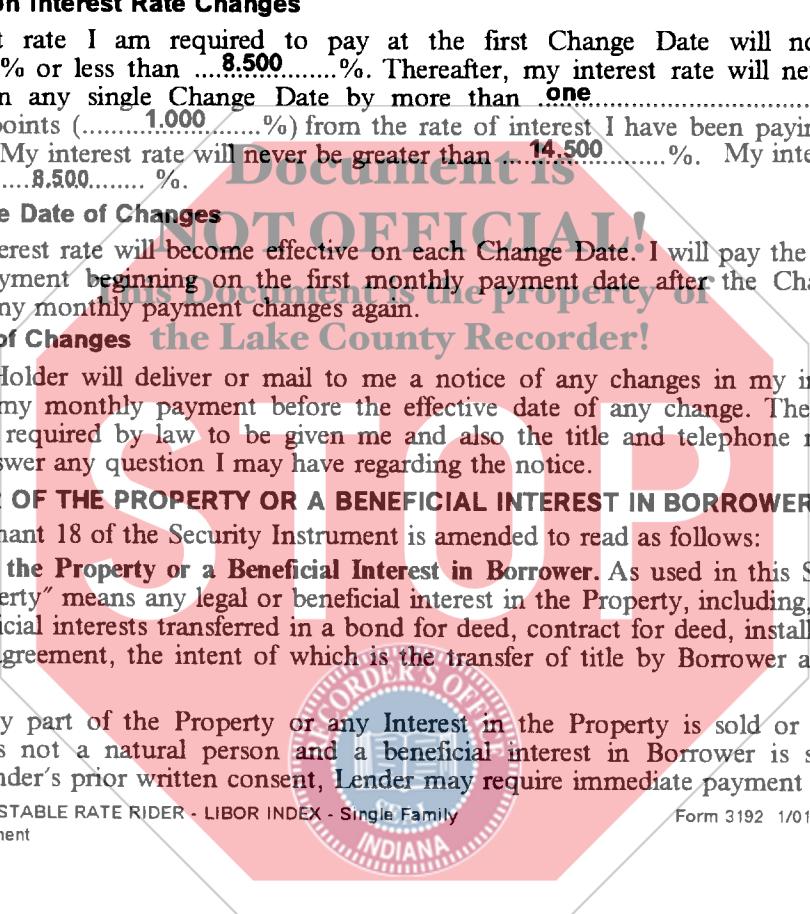 on Interest Rate Changes
t rate I am required to pay at the first Change Date will no
% or less than ....8.500.......%. Thereafter, my interest rate will nev
n any single Change Date by more than .one..............................
points (.........1.000........%) from the rate of interest I have been payin
My interest rate will never be greater than ....14.500.........%. My inte
....8.500........ %.
e Date of Changes
erest rate will become effective on each Change Date. I will pay the
yment beginning on the first monthly payment date after the Cha
ny monthly payment changes again.
of Changes
Holder will deliver or mail to me a notice of any changes in my in
my monthly payment before the effective date of any change. The
required by law to be given me and also the title and telephone n
swer any question I may have regarding the notice.
OF THE PROPERTY OR A BENEFICIAL INTEREST IN BORROWER
nant 18 of the Security Instrument is amended to read as follows:
the Property or a Beneficial Interest in Borrower. As used in this S
erty" means any legal or beneficial interest in the Property, including,
icial interests transferred in a bond for deed, contract for deed, install
greement, the intent of which is the transfer of title by Borrower a
y part of the Property or any Interest in the Property is sold or
s not a natural person and a beneficial interest in Borrower is s
nder's prior written consent, Lender may require immediate payment
STABLE RATE RIDER - LIBOR INDEX - Single Family
Form 3192 1/01
ment
Document is
NOT OFFICIAL!
This Document is the property of
the Lake County Recorder!
STOP
RECORDER'S OFFICE
SEAL
INDIANA